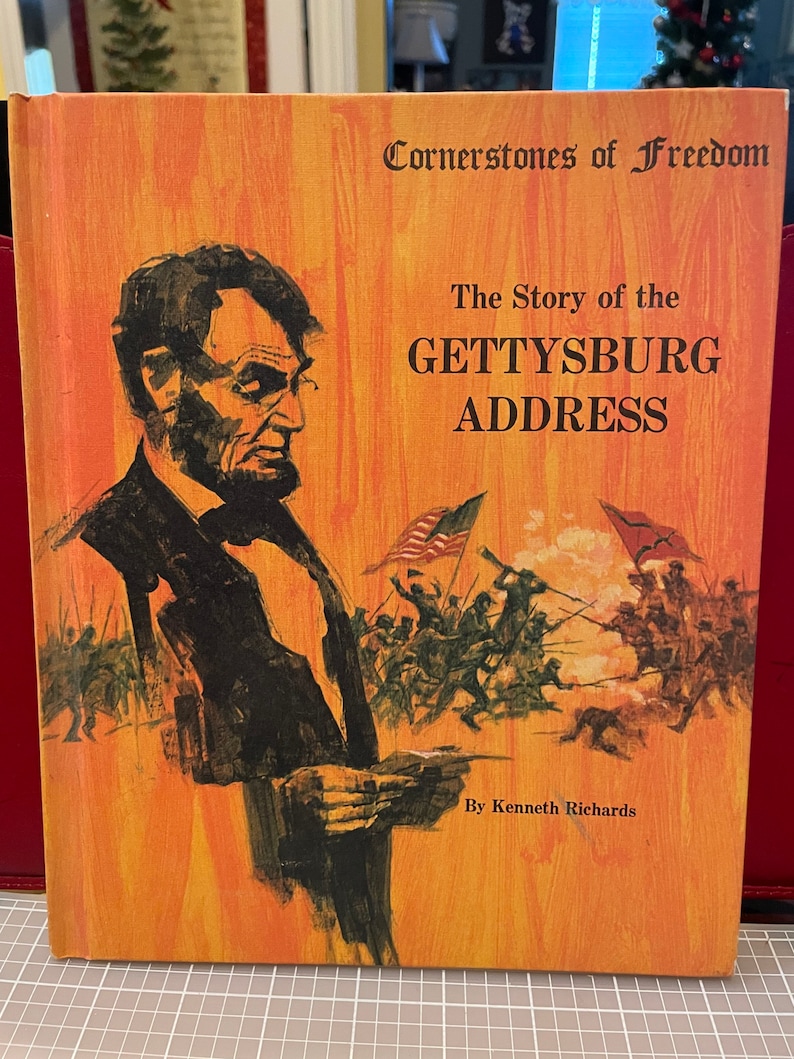 Cornerstones of Freedom
The Story of the
GETTYSBURG
ADDRESS
By Kenneth Richards